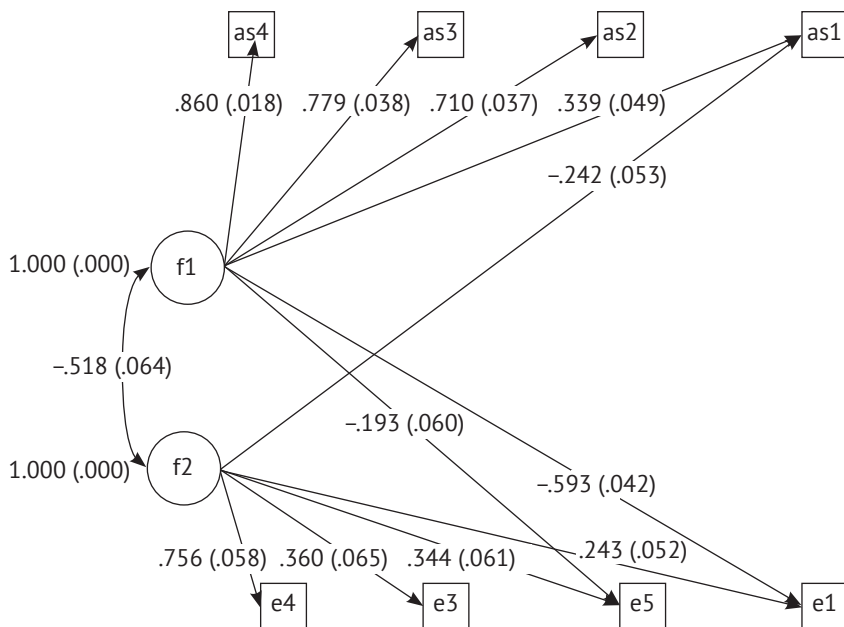 as4 as3 as2 as1
.860 (.018) .779 (.038) .710 (.037) .339 (.049)
–.242 (.053)
1.000 (.000) f1
–.518 (.064)
–.193 (.060)
1.000 (.000) f2
–.593 (.042)
.756 (.058) .360 (.065) .344 (.061) .243 (.052)
e4 e3 e5 e1